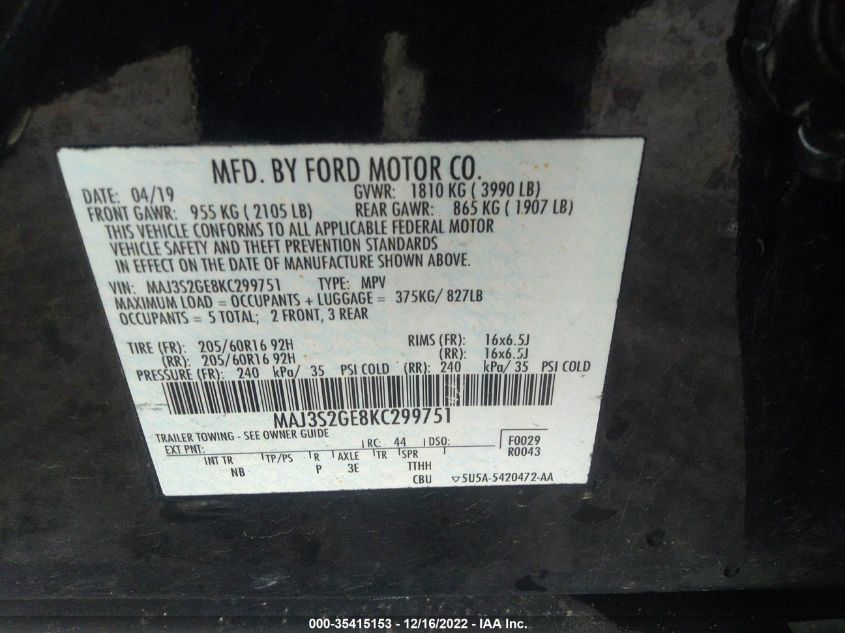 MFD. BY FORD MOTOR CO.
DATE: 04/19 GVWR: 1810 KG ( 3990 LB)
FRONT GAWR: 955 KG ( 2105 LB) REAR GAWR: 865 KG ( 1907 LB)
THIS VEHICLE CONFORMS TO ALL APPLICABLE FEDERAL MOTOR
VEHICLE SAFETY AND THEFT PREVENTION STANDARDS
IN EFFECT ON THE DATE OF MANUFACTURE SHOWN ABOVE.
VIN: MAJ3S2GE8KC299751 TYPE: MPV
MAXIMUM LOAD = OCCUPANTS + LUGGAGE = 375KG/ 827LB
OCCUPANTS = 5 TOTAL; 2 FRONT, 3 REAR
TIRE (FR): 205/60R16 92H RIMS (FR): 16x6.5J
(RR): 205/60R16 92H (RR): 16x6.5J
PRESSURE (FR): 240 kPa/ 35 PSI COLD (RR): 240 kPa/ 35 PSI COLD
MAJ3S2GE8KC299751
TRAILER TOWING - SEE OWNER GUIDE
EXT PNT: RC: 44 DSO: F0029
R0043
INT TR TP/PS R AXLE TR SPR
NB P 3E TTHH
CBU ▽5U5A-5420472-AA
000-35415153 - 12/16/2022 - IAA Inc.